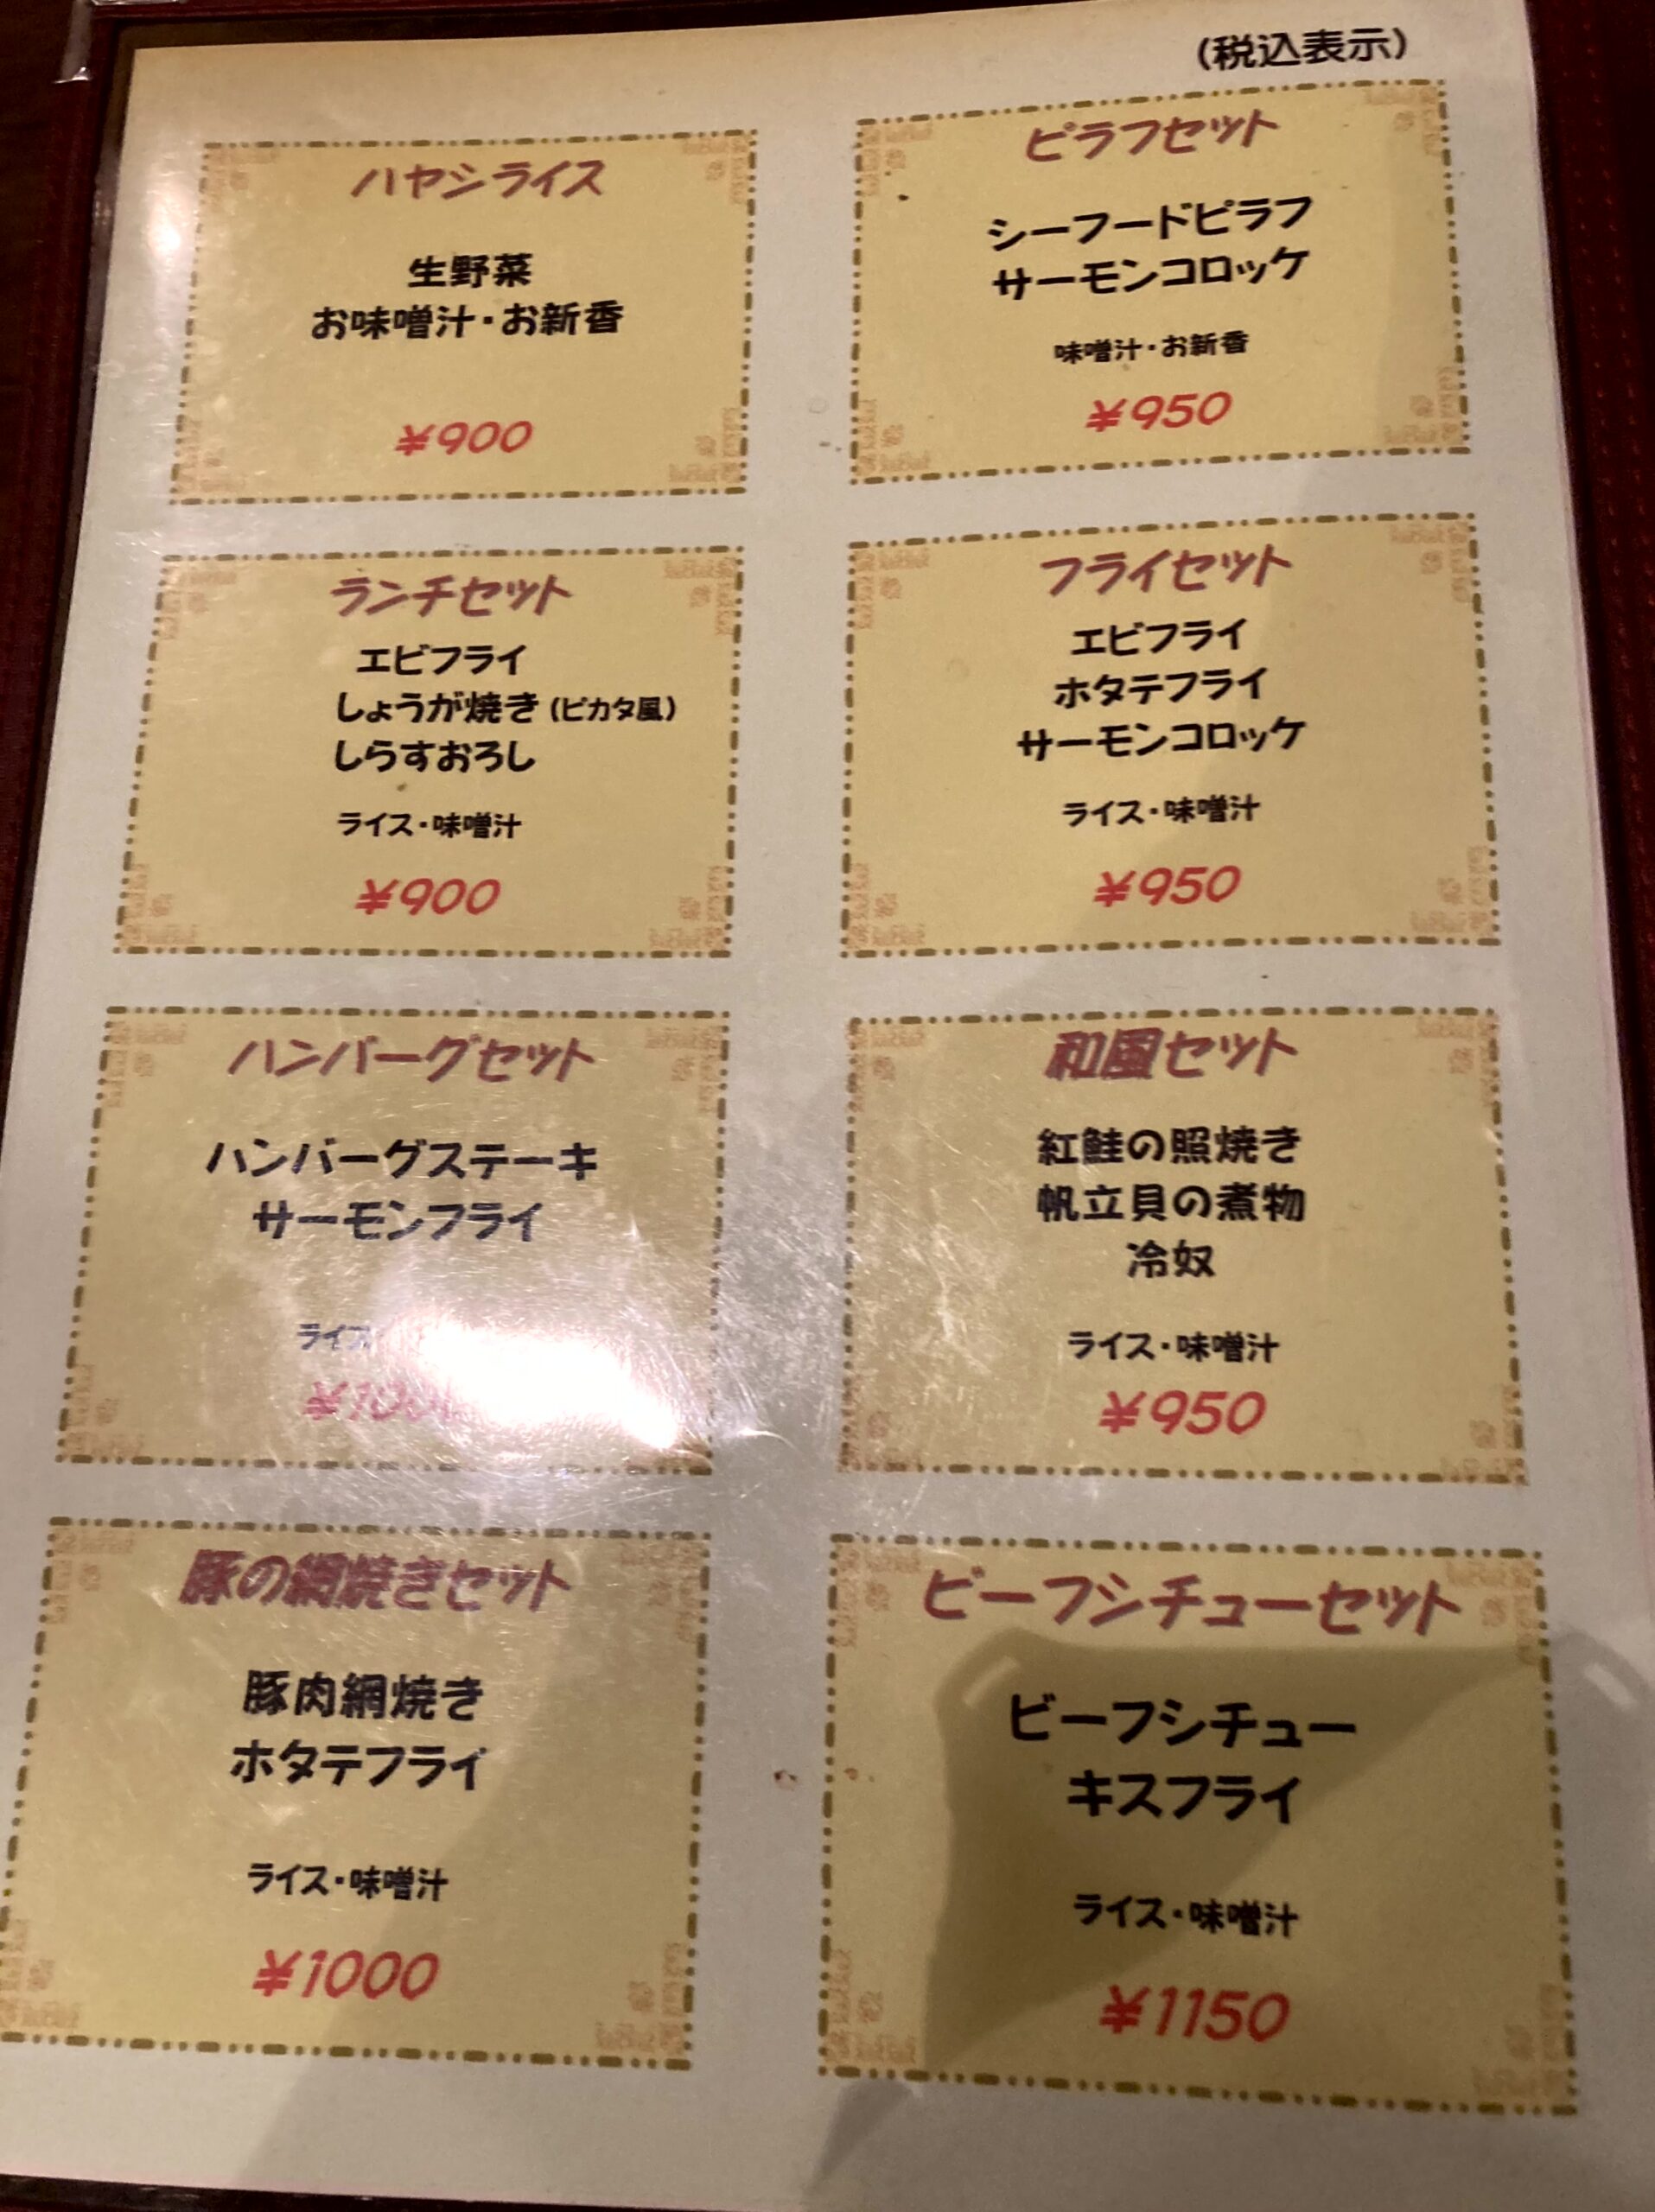 (税込表示)
ハヤシライス
生野菜
お味噌汁・お新香
¥900
ピラフセット
シーフードピラフ
サーモンコロッケ
味噌汁・お新香
¥950
ランチセット
エビフライ
しょうが焼き(ピカタ風)
しらすおろし
ライス・味噌汁
¥900
フライセット
エビフライ
ホタテフライ
サーモンコロッケ
ライス・味噌汁
¥950
ハンバーグセット
ハンバーグステーキ
サーモンフライ
ライス
和風セット
紅鮭の照焼き
帆立貝の煮物
冷奴
ライス・味噌汁
¥950
豚の網焼きセット
豚肉網焼き
ホタテフライ
ライス・味噌汁
¥1000
ビーフシチューセット
ビーフシチュー
キスフライ
ライス・味噌汁
¥1150